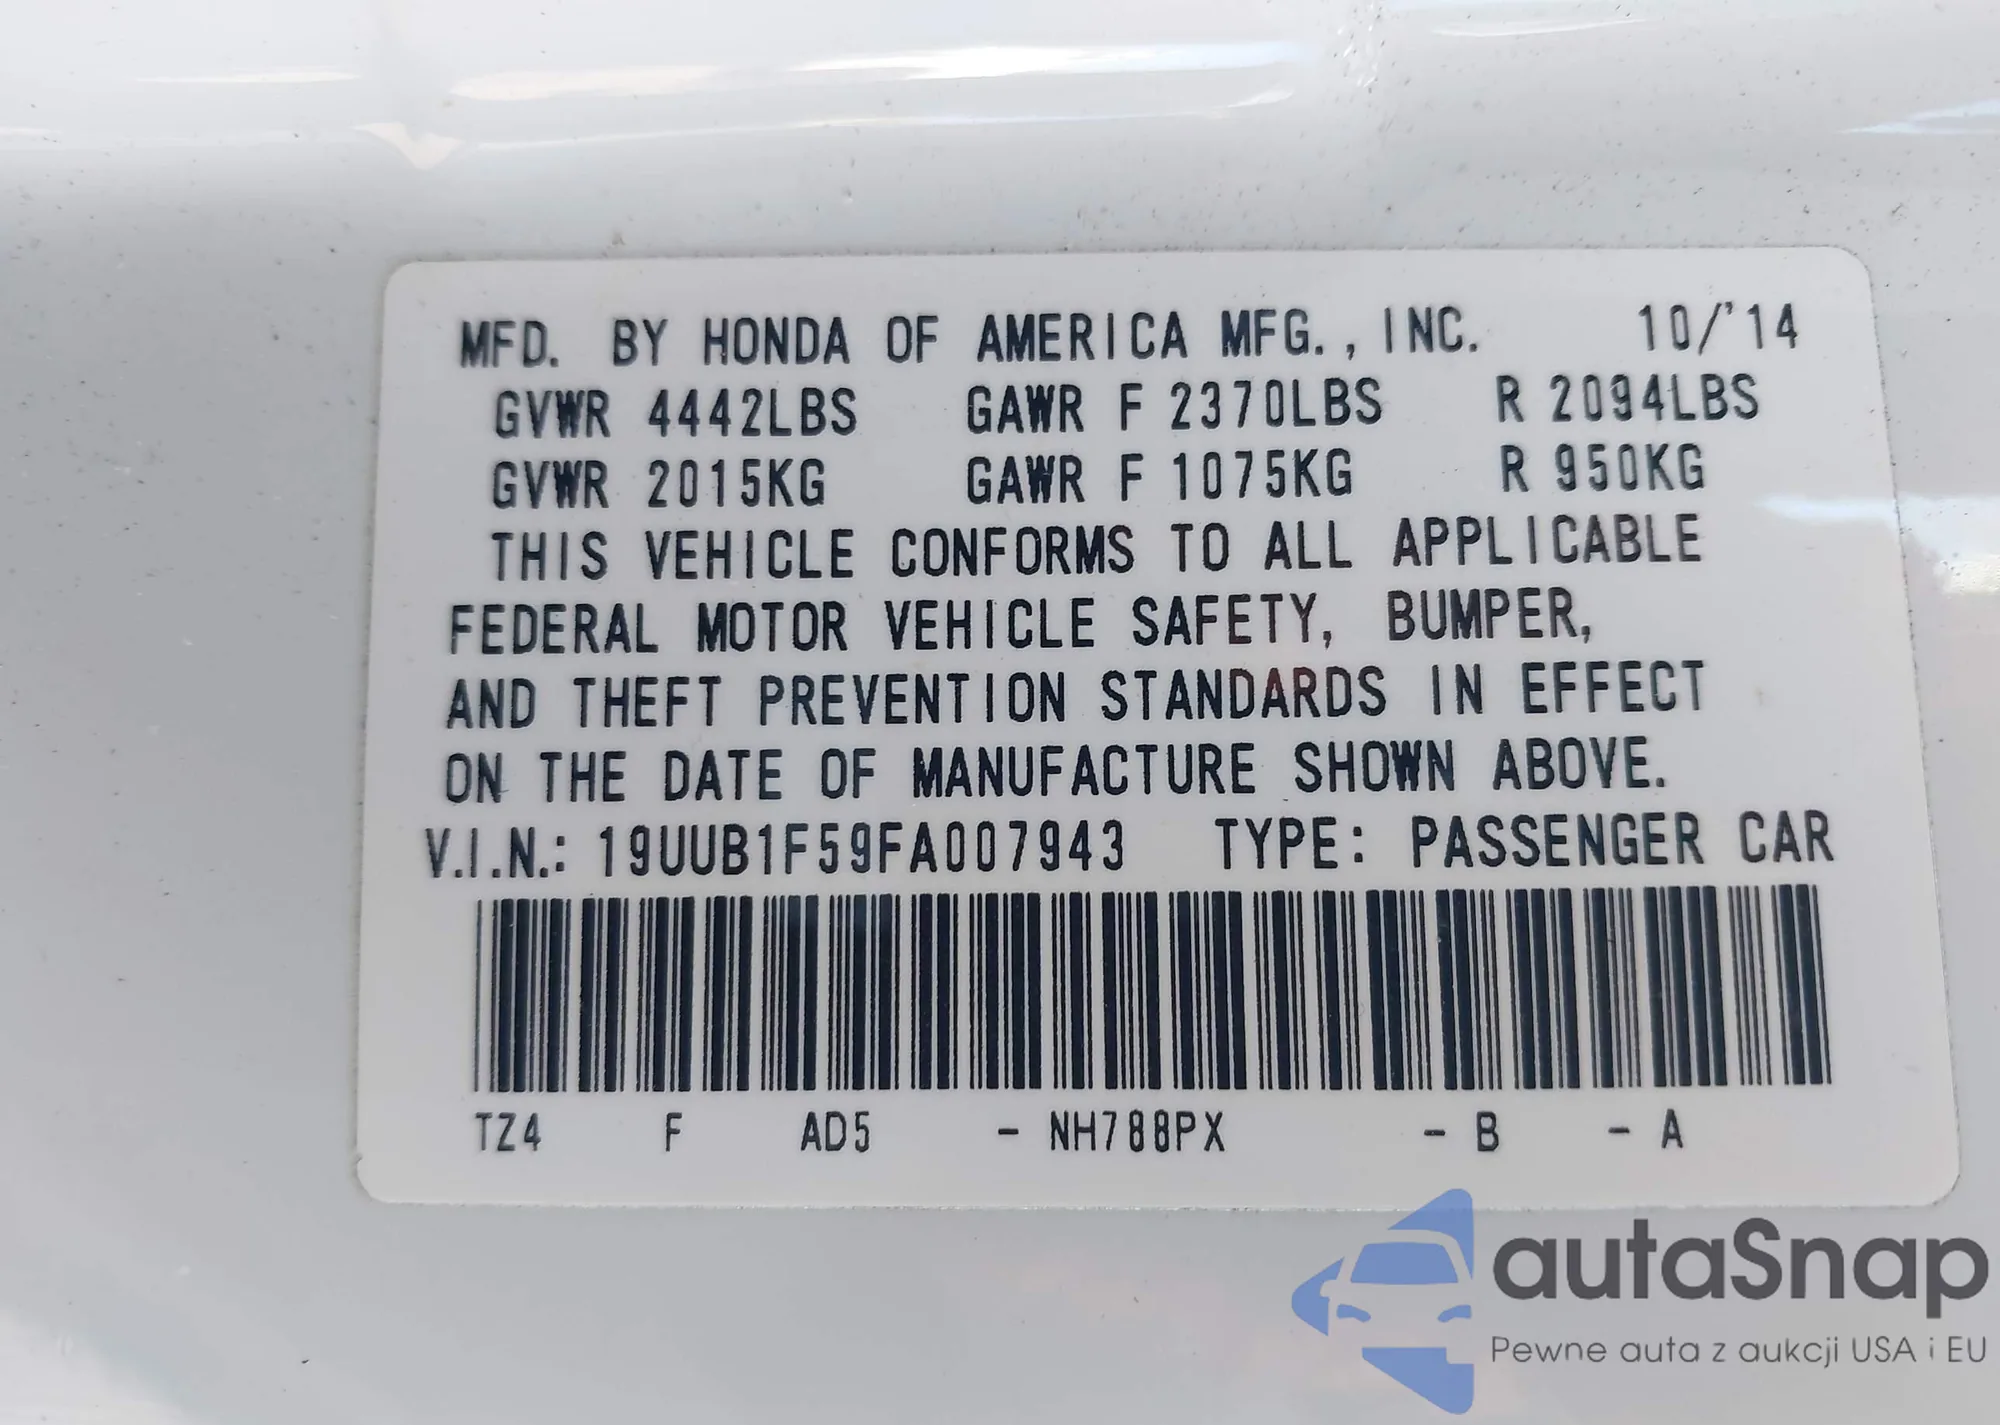 MFD. BY HONDA OF AMERICA MFG., INC. 10/'14
GVWR 4442LBS GAWR F 2370LBS R 2094LBS
GVWR 2015KG GAWR F 1075KG R 950KG
THIS VEHICLE CONFORMS TO ALL APPLICABLE
FEDERAL MOTOR VEHICLE SAFETY, BUMPER,
AND THEFT PREVENTION STANDARDS IN EFFECT
ON THE DATE OF MANUFACTURE SHOWN ABOVE.
V.I.N.: 19UUB1F59FA007943 TYPE: PASSENGER CAR
TZ4 F AD5 - NH788PX - B - A
autaSnap
Pewne auta z aukcji USA i EU